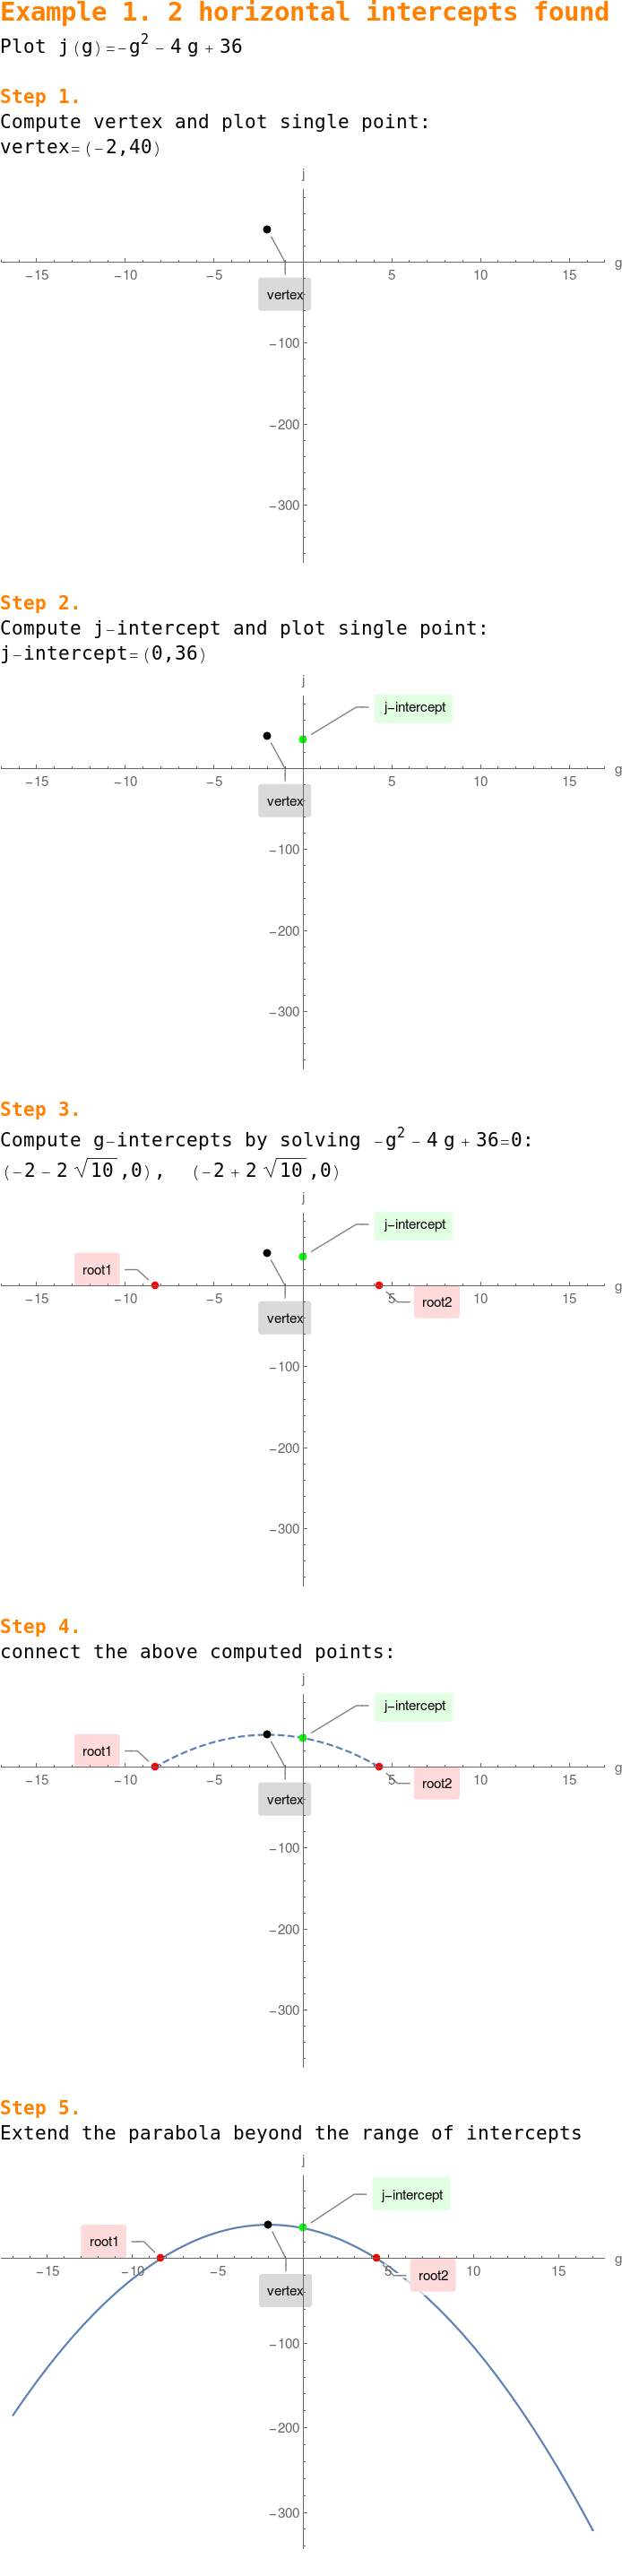 Example 1. 2 horizontal intercepts found
Plot j(g)=-g² - 4 g + 36
Step 1.
Compute vertex and plot single point:
vertex=(-2,40)
j
-15 -10 -5 5 10 15 g
vertex
-100
-200
-300
Step 2.
Compute j-intercept and plot single point:
j-intercept=(0,36)
j
j-intercept
-15 -10 -5 5 10 15 g
vertex
-100
-200
-300
Step 3.
Compute g-intercepts by solving -g² - 4 g + 36=0:
(-2 - 2 √10 ,0), (-2 + 2 √10 ,0)
j
j-intercept
root1
-15 -10 -5 5 10 15 g
root2
vertex
-100
-200
-300
Step 4.
connect the above computed points:
j
j-intercept
root1
-15 -10 -5 5 10 15 g
root2
vertex
-100
-200
-300
Step 5.
Extend the parabola beyond the range of intercepts
j
j-intercept
root1
-15 -10 -5 5 10 15 g
root2
vertex
-100
-200
-300